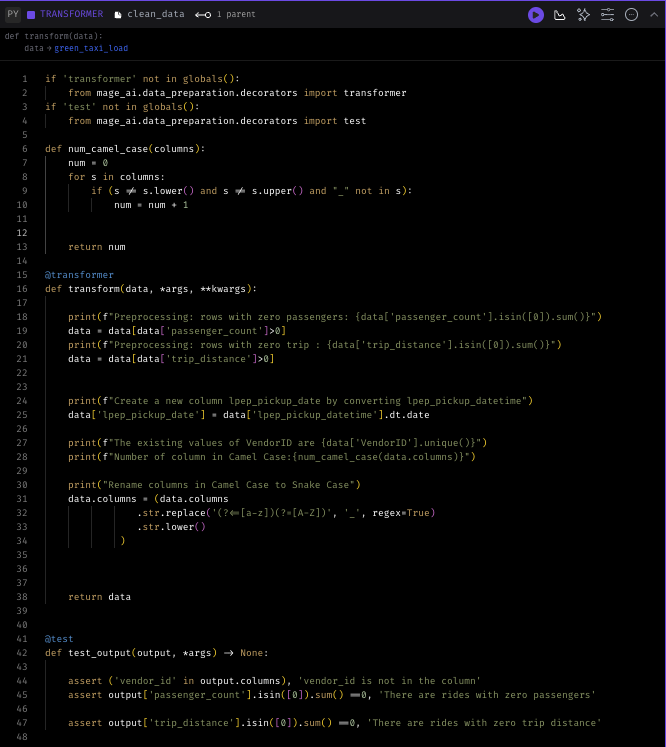 PY TRANSFORMER clean_data 1 parent
def transform(data):
data → green_taxi_load
1 if 'transformer' not in globals():
2 from mage_ai.data_preparation.decorators import transformer
3 if 'test' not in globals():
4 from mage_ai.data_preparation.decorators import test
5
6 def num_camel_case(columns):
7 num = 0
8 for s in columns:
9 if (s != s.lower() and s != s.upper() and "_" not in s):
10 num = num + 1
11
12
13 return num
14
15 @transformer
16 def transform(data, *args, **kwargs):
17
18 print(f"Preprocessing: rows with zero passengers: {data['passenger_count'].isin([0]).sum()}")
19 data = data[data['passenger_count']>0]
20 print(f"Preprocessing: rows with zero trip : {data['trip_distance'].isin([0]).sum()}")
21 data = data[data['trip_distance']>0]
22
23
24 print(f"Create a new column lpep_pickup_date by converting lpep_pickup_datetime")
25 data['lpep_pickup_date'] = data['lpep_pickup_datetime'].dt.date
26
27 print(f"The existing values of VendorID are {data['VendorID'].unique()}")
28 print(f"Number of column in Camel Case:{num_camel_case(data.columns)}")
29
30 print("Rename columns in Camel Case to Snake Case")
31 data.columns = (data.columns
32 .str.replace('(?<=[a-z])(?=[A-Z])', '_', regex=True)
33 .str.lower()
34 )
35
36
37
38 return data
39
40
41 @test
42 def test_output(output, *args) -> None:
43
44 assert ('vendor_id' in output.columns), 'vendor_id is not in the column'
45 assert output['passenger_count'].isin([0]).sum() ==0, 'There are rides with zero passengers'
46
47 assert output['trip_distance'].isin([0]).sum() ==0, 'There are rides with zero trip distance'
48